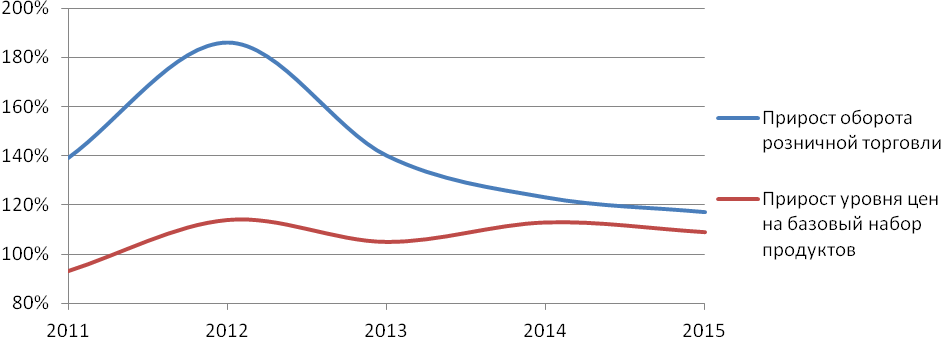 200%
180%
160%
140%
120%
100%
80%
2011 2012 2013 2014 2015
Прирост оборота
розничной торговли
Прирост уровня цен
на базовый набор
продуктов